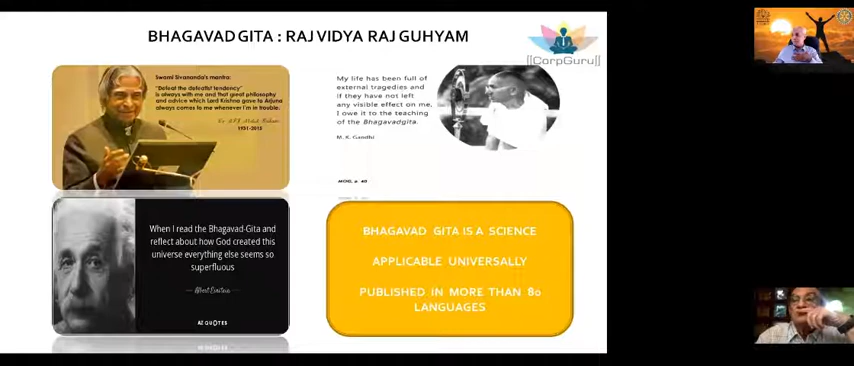 BHAGAVAD GITA : RAJ VIDYA RAJ GUHYAM
[[CorpGuru]]
Swami Sivananda's mantra:
"Defeat the defeatist tendency"
is always with me and that great philosophy
and advice which Lord Krishna gave to Arjuna
always comes to me whenever I'm in trouble.
1931-2015
My life has been full of
external tragedies and
if they have not left
any visible effect on me,
I owe it to the teaching
of the Bhagavadgita.
M. K. Gandhi
When I read the Bhagavad-Gita and
reflect about how God created this
universe everything else seems so
superfluous
Albert Einstein
AZ QUOTES
BHAGAVAD GITA IS A SCIENCE
APPLICABLE UNIVERSALLY
PUBLISHED IN MORE THAN 80
LANGUAGES